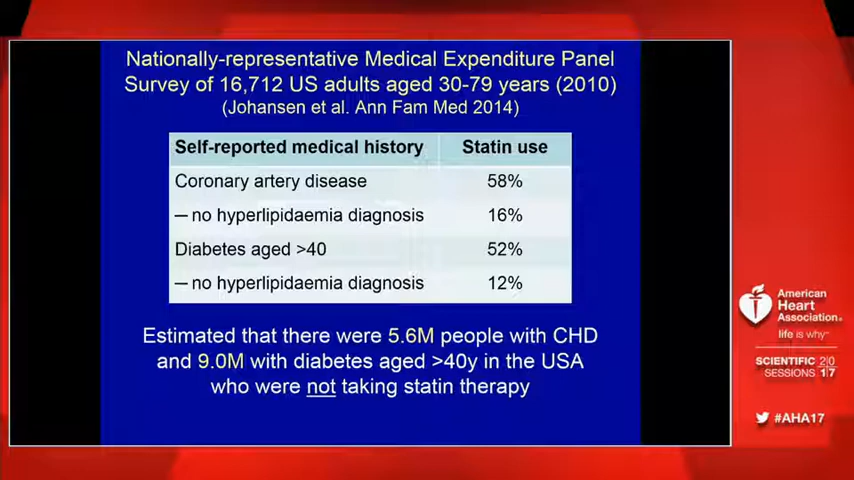 Nationally-representative Medical Expenditure Panel
Survey of 16,712 US adults aged 30-79 years (2010)
(Johansen et al. Ann Fam Med 2014)
Self-reported medical history Statin use
Coronary artery disease 58%
─ no hyperlipidaemia diagnosis 16%
Diabetes aged >40 52%
─ no hyperlipidaemia diagnosis 12%
Estimated that there were 5.6M people with CHD
and 9.0M with diabetes aged >40y in the USA
who were not taking statin therapy
American
Heart
Association®
life is why™
SCIENTIFIC 20
SESSIONS 17
#AHA17